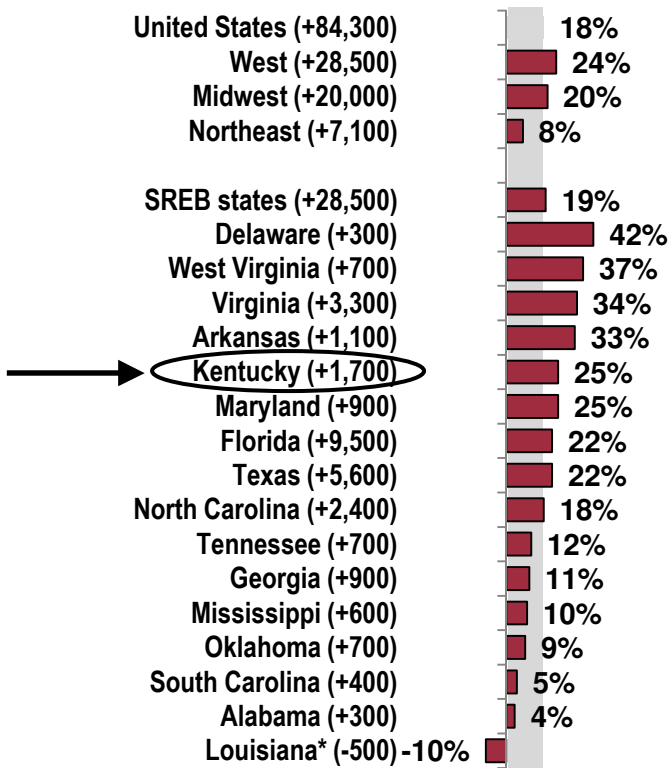 United States (+84,300) 18%
West (+28,500) 24%
Midwest (+20,000) 20%
Northeast (+7,100) 8%
SREB states (+28,500) 19%
Delaware (+300) 42%
West Virginia (+700) 37%
Virginia (+3,300) 34%
Arkansas (+1,100) 33%
Kentucky (+1,700) 25%
Maryland (+900) 25%
Florida (+9,500) 22%
Texas (+5,600) 22%
North Carolina (+2,400) 18%
Tennessee (+700) 12%
Georgia (+900) 11%
Mississippi (+600) 10%
Oklahoma (+700) 9%
South Carolina (+400) 5%
Alabama (+300) 4%
Louisiana* (-500) -10%